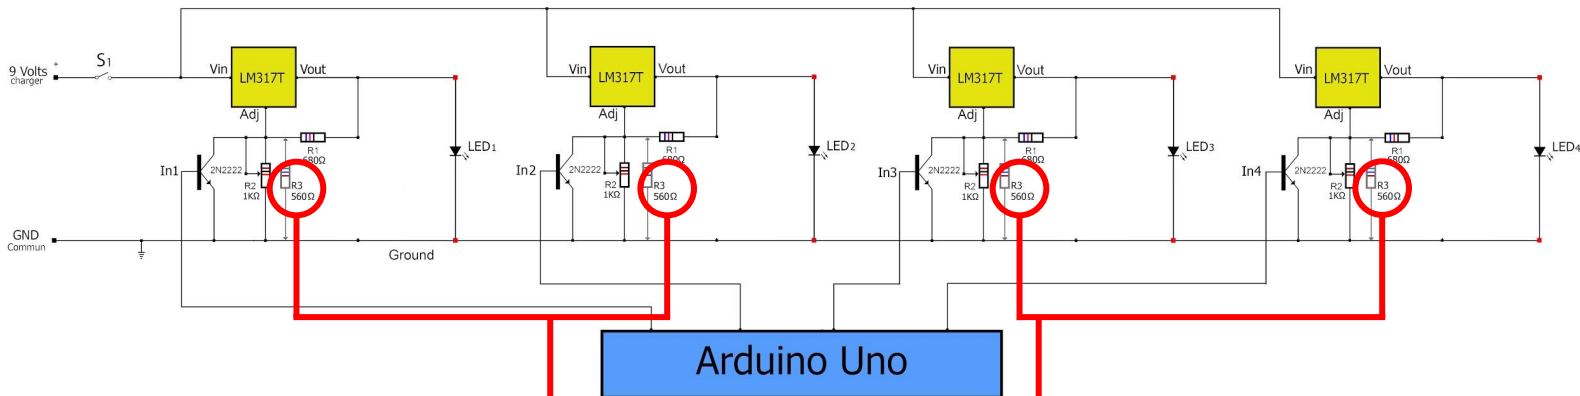 9 Volts
charger
+
S1
Vin
LM317T
Vout
Adj
In1
2N2222
R1
680Ω
R2
1KΩ
R3
560Ω
LED1
Vin
LM317T
Vout
Adj
In2
2N2222
R1
680Ω
R2
1KΩ
R3
560Ω
LED2
Vin
LM317T
Vout
Adj
In3
2N2222
R1
680Ω
R2
1KΩ
R3
560Ω
LED3
Vin
LM317T
Vout
Adj
In4
2N2222
R1
680Ω
R2
1KΩ
R3
560Ω
LED4
GND
Commun
Ground
Arduino Uno